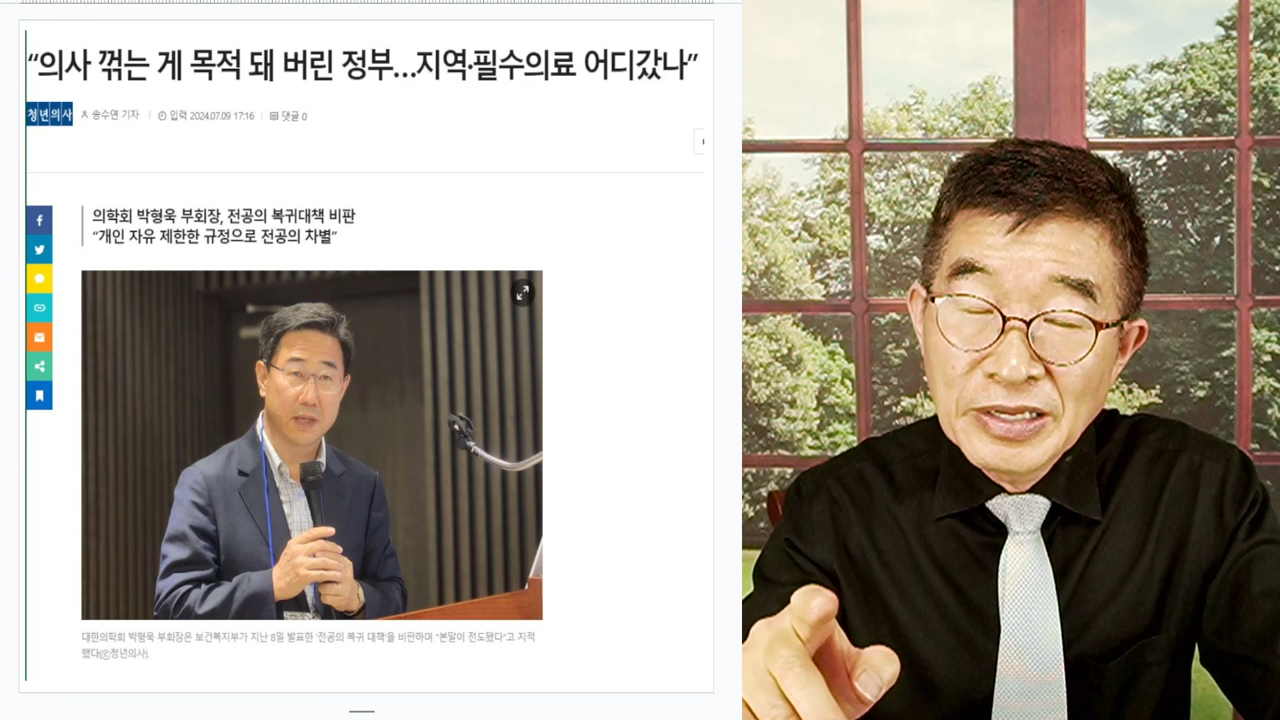 “의사 꺾는 게 목적 돼 버린 정부…지역·필수의료 어디갔나”
청년의사 송수연 기자 입력 2024.07.09 17:16 댓글 0
의학회 박형욱 부회장, 전공의 복귀대책 비판
“개인 자유 제한한 규정으로 전공의 차별”
대한의학회 박형욱 부회장은 보건복지부가 지난 8일 발표한 '전공의 복귀 대책'을 비판하며 "본말이 전도됐다"고 지적
했다(ⓒ청년의사).